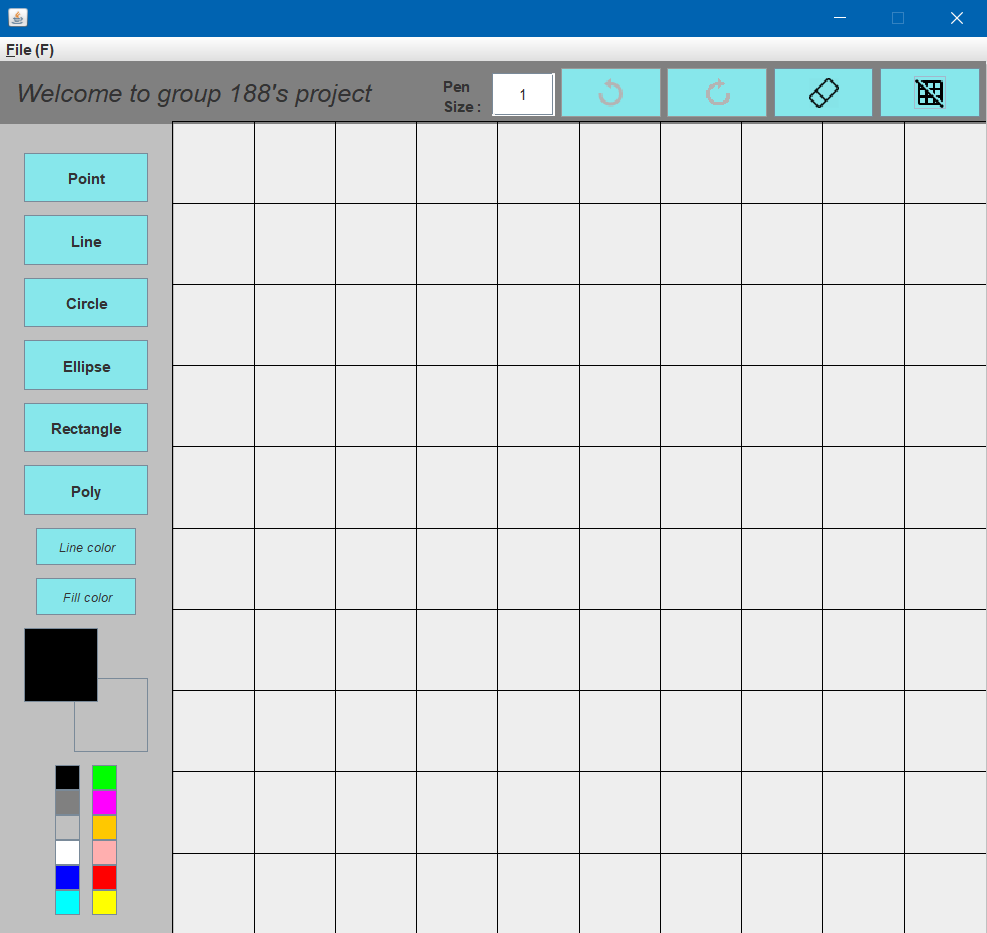 File (F)
Welcome to group 188's project
Pen
Size :
1
Point
Line
Circle
Ellipse
Rectangle
Poly
Line color
Fill color